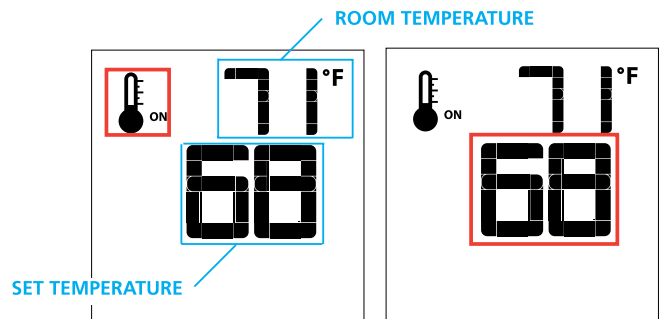 ROOM TEMPERATURE
71°F
ON
68
SET TEMPERATURE
71°F
ON
68